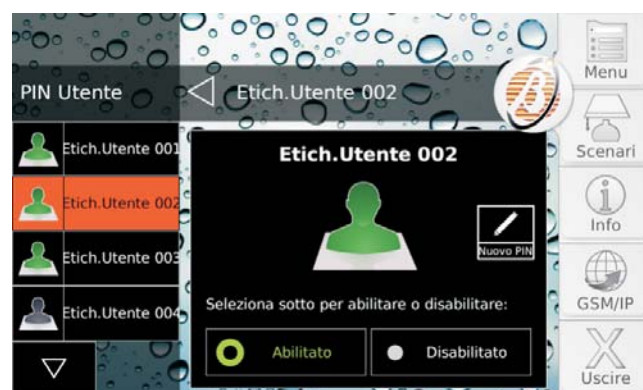 PIN Utente
Etich.Utente 002
Etich.Utente 001
Etich.Utente 002
Etich.Utente 003
Etich.Utente 004
Etich.Utente 002
Nuovo PIN
Seleziona sotto per abilitare o disabilitare:
Abilitato
Disabilitato
Menu
Scenari
Info
GSM/IP
Uscire